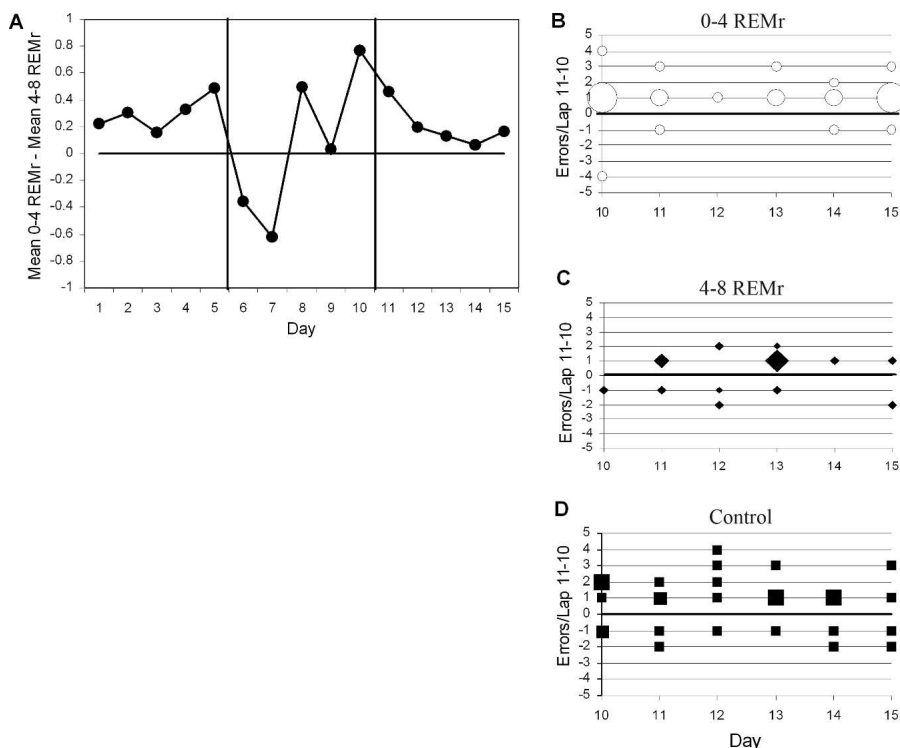 A
Mean 0-4 REMr - Mean 4-8 REMr
1
0.8
0.6
0.4
0.2
0
-0.2
-0.4
-0.6
-0.8
-1
1 2 3 4 5 6 7 8 9 10 11 12 13 14 15
Day
B
0-4 REMr
Errors/Lap 11-10
5
4
3
2
1
0
-1
-2
-3
-4
-5
10 11 12 13 14 15
C
4-8 REMr
Errors/Lap 11-10
5
4
3
2
1
0
-1
-2
-3
-4
-5
10 11 12 13 14 15
D
Control
Errors/Lap 11-10
5
4
3
2
1
0
-1
-2
-3
-4
-5
10 11 12 13 14 15
Day